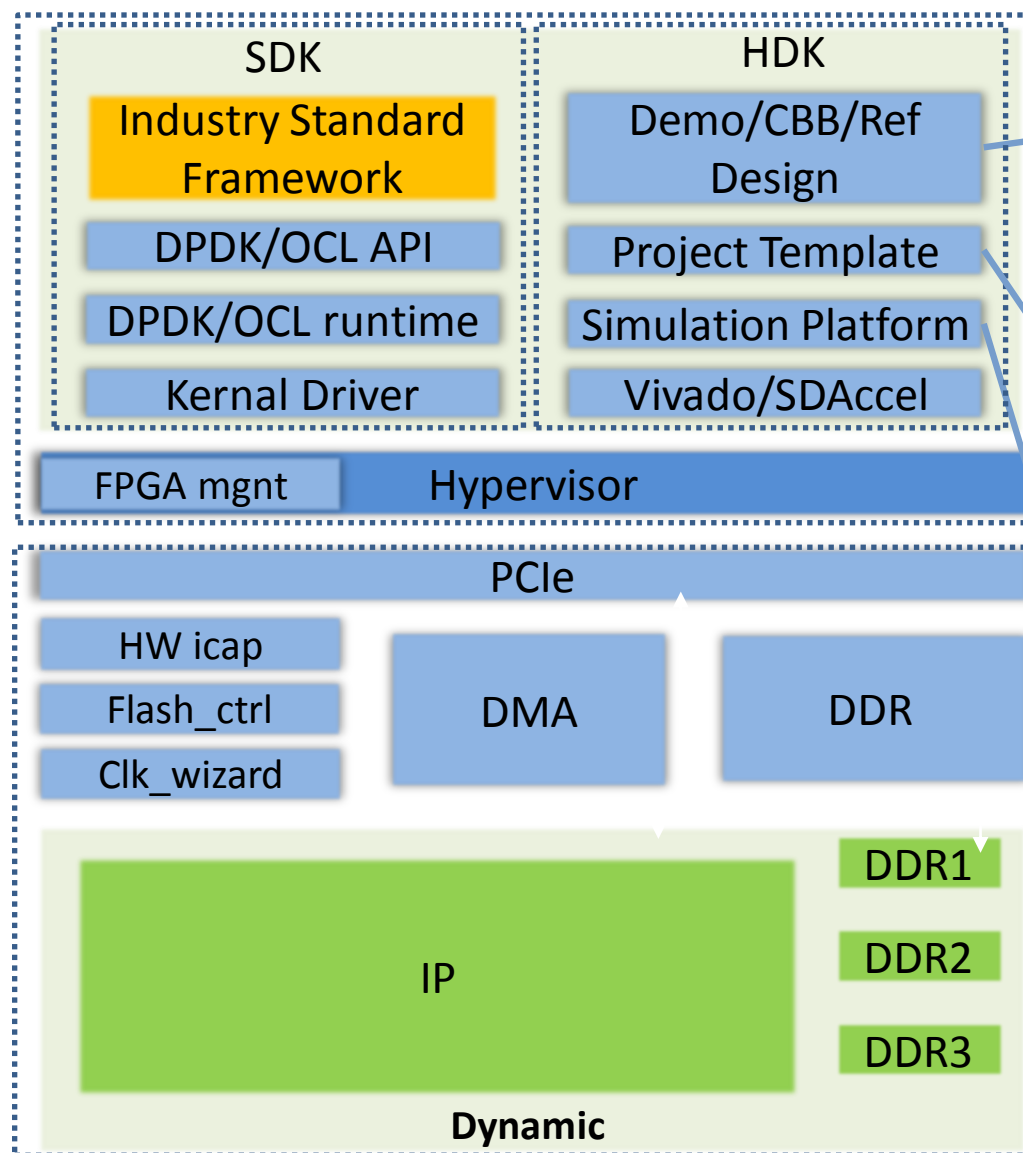 SDK
Industry Standard
Framework
DPDK/OCL API
DPDK/OCL runtime
Kernal Driver
HDK
Demo/CBB/Ref
Design
Project Template
Simulation Platform
Vivado/SDAccel
FPGA mgnt
Hypervisor
PCIe
HW icap
Flash_ctrl
Clk_wizard
DMA
DDR
IP
DDR1
DDR2
DDR3
Dynamic